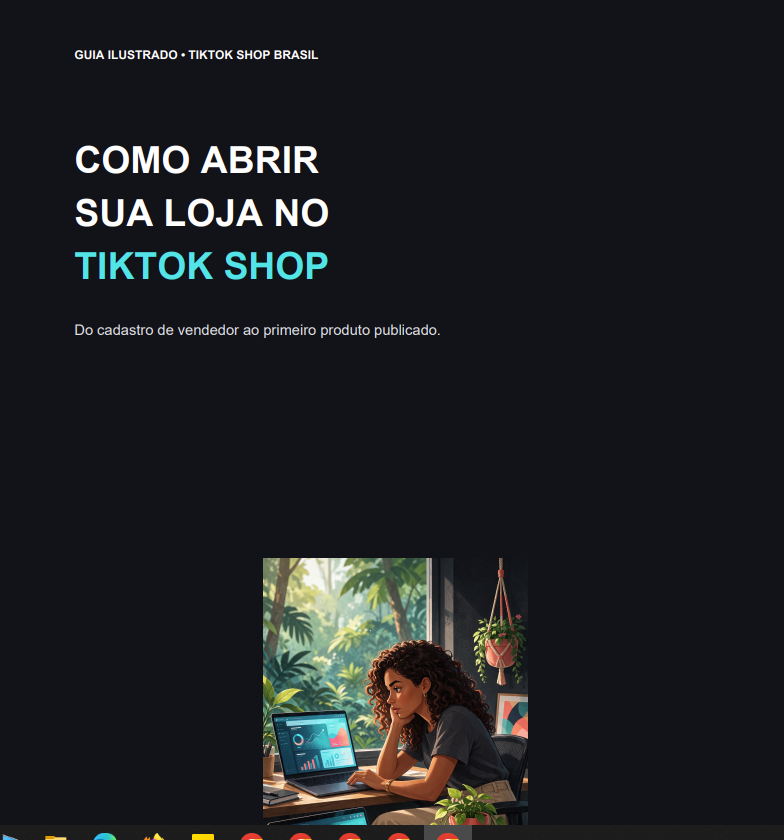 GUIA ILUSTRADO • TIKTOK SHOP BRASIL
COMO ABRIR
SUA LOJA NO
TIKTOK SHOP
Do cadastro de vendedor ao primeiro produto publicado.